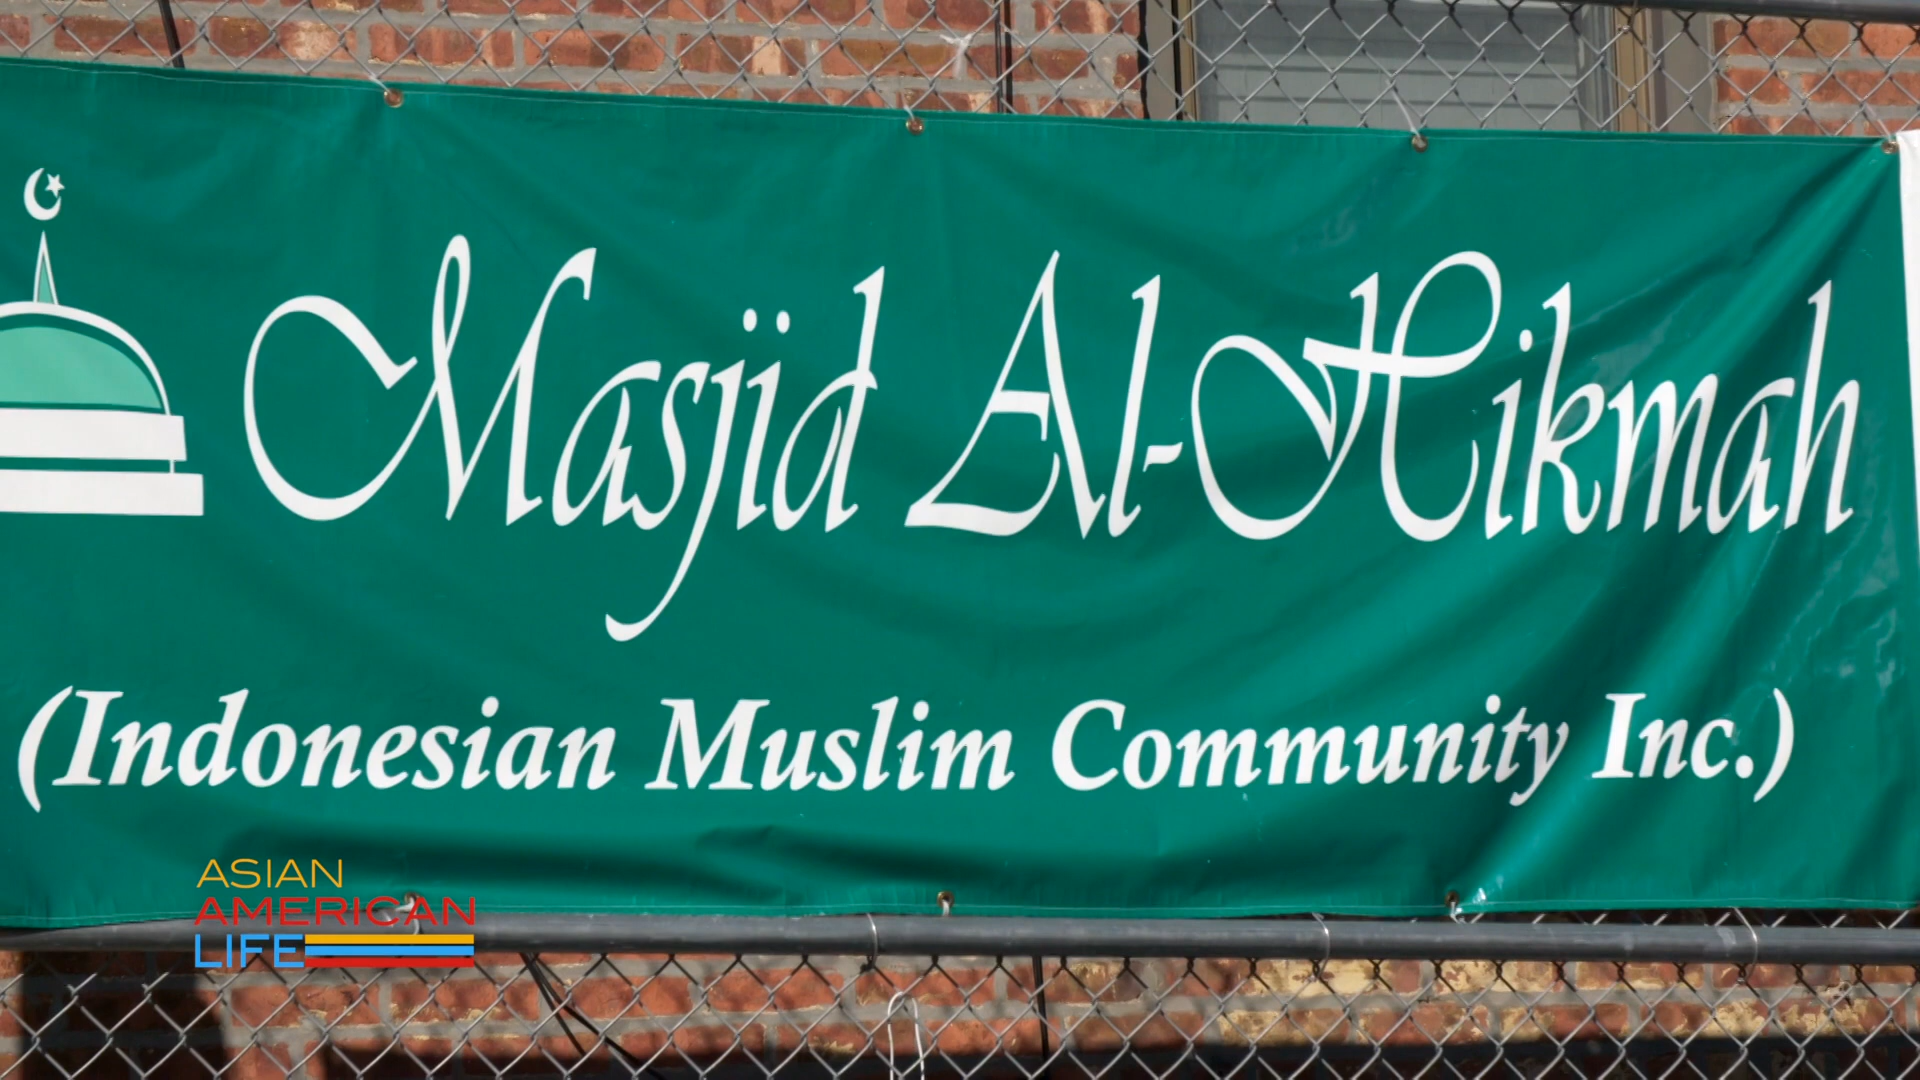 Masjid Al-Hikmah
(Indonesian Muslim Community Inc.)
ASIAN
AMERICAN
LIFE